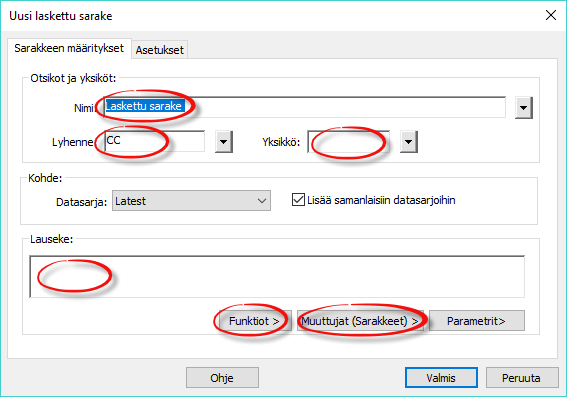 Uusi laskettu sarake
Sarakkeen määritykset Asetukset
Otsikot ja yksiköt:
Nimi: Laskettu sarake
Lyhenne: CC Yksikkö:
Kohde:
Datasarja: Latest Lisää samanlaisiin datasarjoihin
Lauseke:
Funktiot > Muuttujat (Sarakkeet) > Parametrit>
Ohje Valmis Peruuta